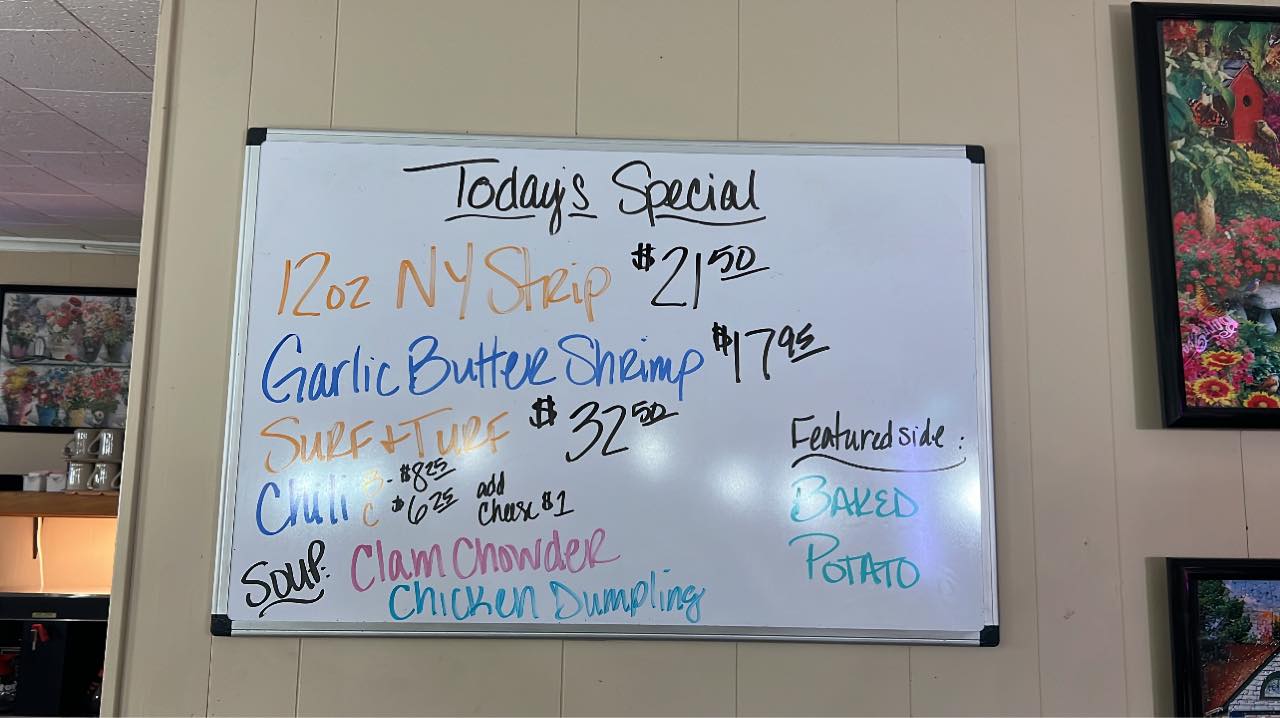 Today's Special
12oz NY Strip $21.50
Garlic Butter Shrimp $17.95
Surf + Turf $32.50
Chili B - $8.25
C $6.25
add
Cheese $1
Soup: Clam Chowder
Chicken Dumpling
Featured side:
Baked
Potato